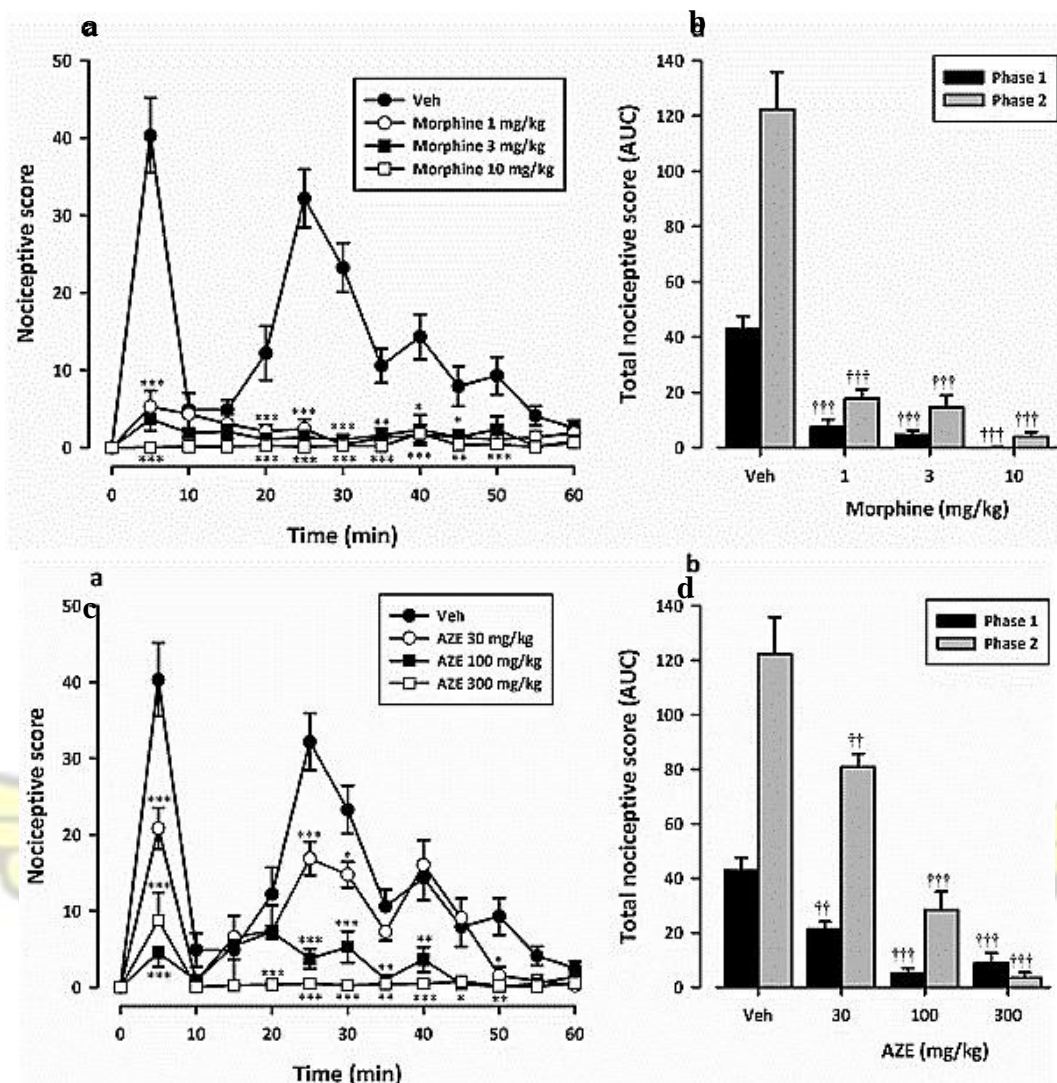 a
50
40
30
20
10
0
Nociceptive score
Veh
Morphine 1 mg/kg
Morphine 3 mg/kg
Morphine 10 mg/kg
***
***
***
***
**
*
*
***
***
***
***
***
***
**
***
0 10 20 30 40 50 60
Time (min)
b
140
120
100
80
60
40
20
0
Total nociceptive score (AUC)
Phase 1
Phase 2
†††
†††
†††
†††
†††
†††
Veh 1 3 10
Morphine (mg/kg)
a
c
50
40
30
20
10
0
Nociceptive score
Veh
AZE 30 mg/kg
AZE 100 mg/kg
AZE 300 mg/kg
***
***
***
***
*
***
***
***
**
**
*
***
***
**
***
*
**
0 10 20 30 40 50 60
Time (min)
b
d
140
120
100
80
60
40
20
0
Total nociceptive score (AUC)
Phase 1
Phase 2
††
††
†††
†††
†††
†††
Veh 30 100 300
AZE (mg/kg)